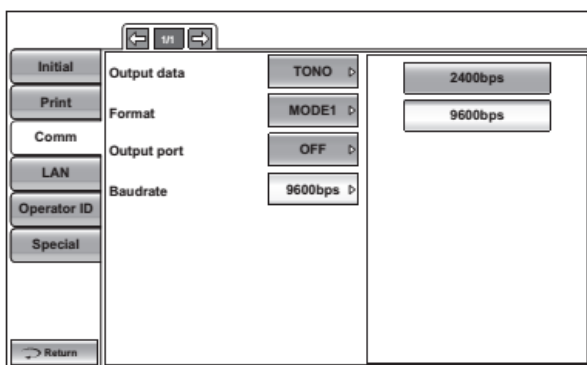 1/1
Initial
Print
Comm
LAN
Operator ID
Special
Return
Output data TONO
Format MODE1
Output port OFF
Baudrate 9600bps
2400bps
9600bps